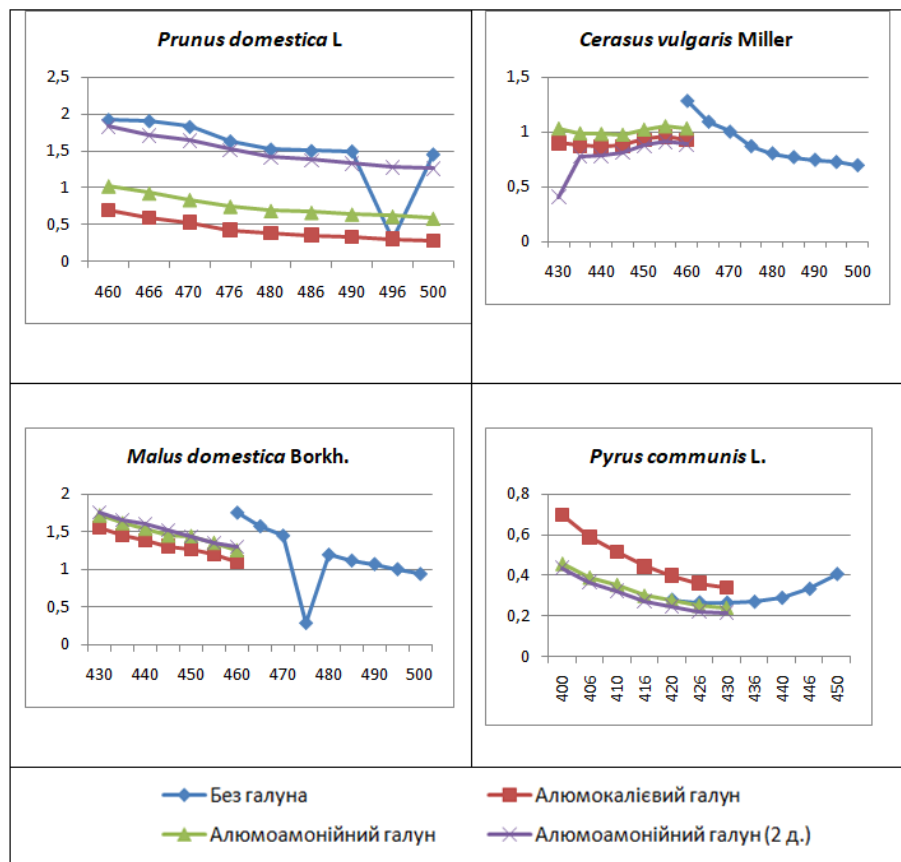 Prunus domestica L
2,5
2
1,5
1
0,5
0
460 466 470 476 480 486 490 496 500
Cerasus vulgaris Miller
1,5
1
0,5
0
430 440 450 460 470 480 490 500
Malus domestica Borkh.
2
1,5
1
0,5
0
430 440 450 460 470 480 490 500
Pyrus communis L.
0,8
0,6
0,4
0,2
0
400 406 410 416 420 426 430 436 440 446 450
Без галуна
Алюмокалієвий галун
Алюмоамонійний галун
Алюмоамонійний галун (2 д.)